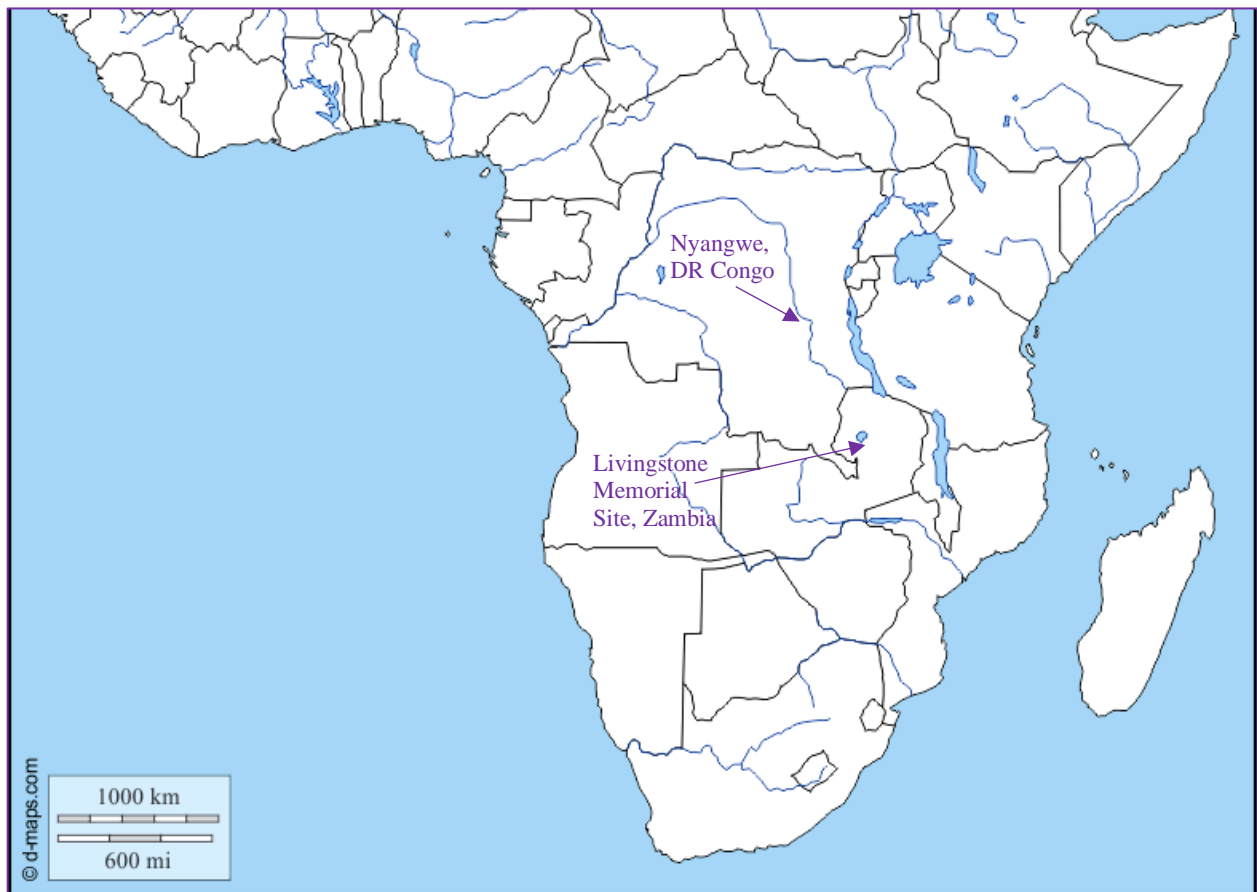 Nyangwe,
DR Congo
Livingstone
Memorial
Site, Zambia
© d-maps.com
1000 km
600 mi